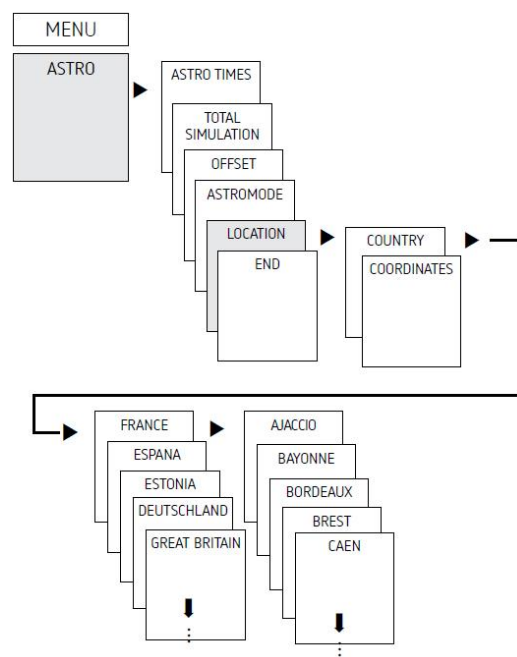 MENU
ASTRO
ASTRO TIMES
TOTAL
SIMULATION
OFFSET
ASTROMODE
LOCATION
END
COUNTRY
COORDINATES
FRANCE
ESPANA
ESTONIA
DEUTSCHLAND
GREAT BRITAIN
AJACCIO
BAYONNE
BORDEAUX
BREST
CAEN